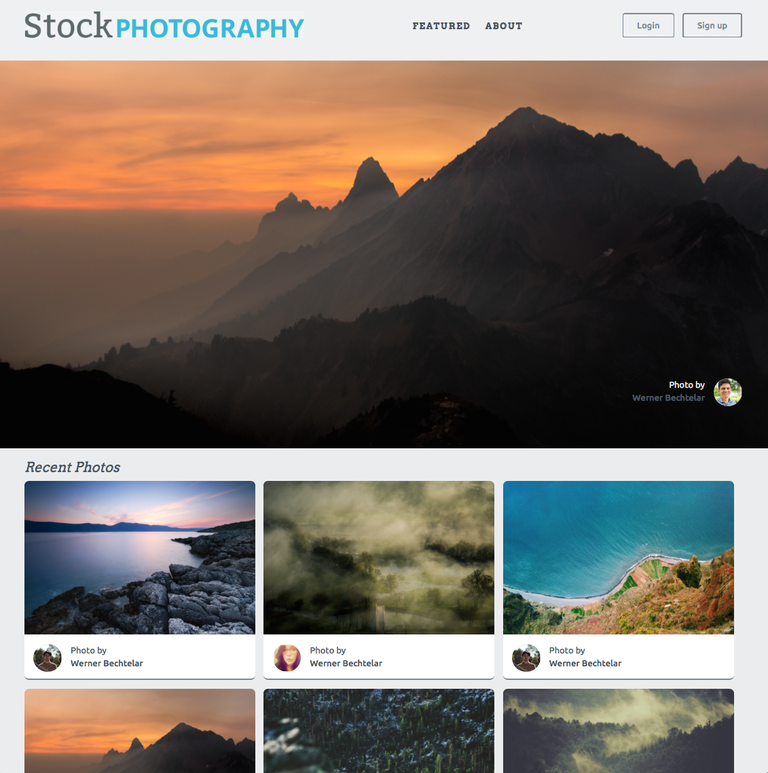 Stock PHOTOGRAPHY
FEATURED ABOUT
Login Sign up
Photo by
Werner Bechtelar
Recent Photos
Photo by
Werner Bechtelar
Photo by
Werner Bechtelar
Photo by
Werner Bechtelar